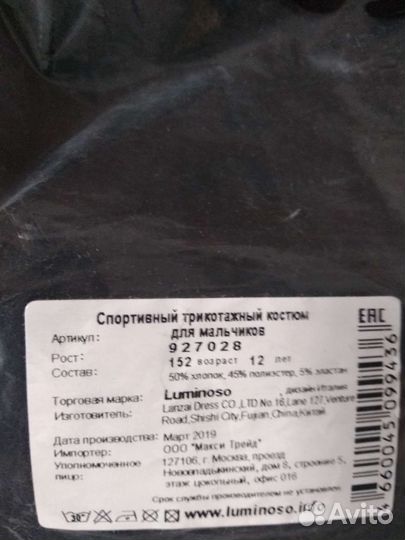 Спортивный трикотажный костюм
для мальчиков
Артикул: 927028
Рост: 152 возраст 12 лет
Состав: 50% хлопок, 45% полиэстер, 5% эластан
Торговая марка: Luminoso дизайн Италия
Изготовитель: Lanzai Dress CO.,LTD No.16,Lane 127,Venture
Road,Shishi City,Fujian,China,Китай
Дата производства: Март 2019
Импортер: ООО "Макси Трейд"
Уполномоченное 127106, г. Москва, проезд
лицо: Нововладыкинский, дом 8, строение 5,
этаж цокольный, офис 016
Срок службы производителем не установлен
30° www.luminoso.info
EAC
4660045099436
Avito